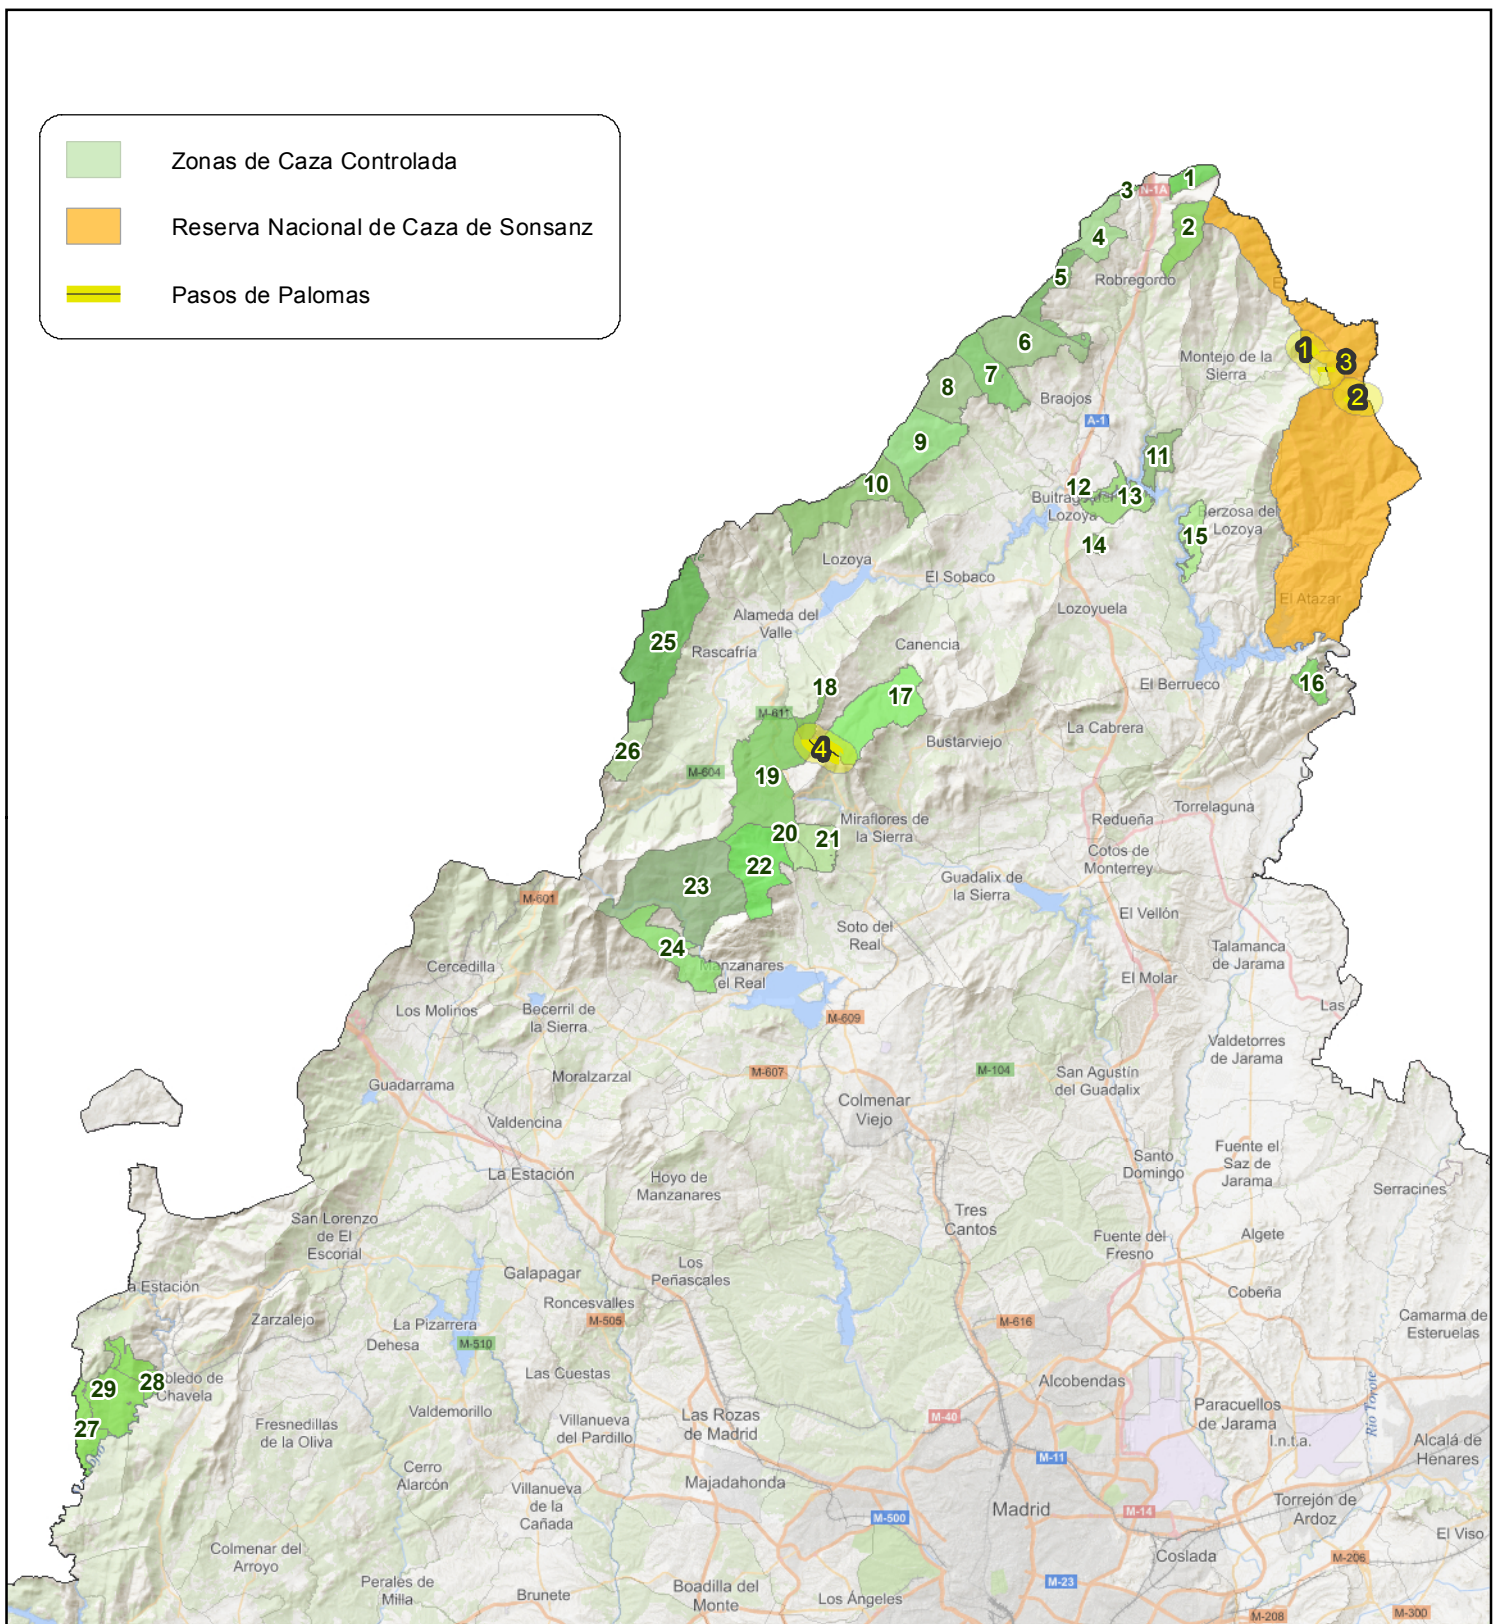 Zonas de Caza Controlada
Reserva Nacional de Caza de Sonsanz
Pasos de Palomas
1
3
N-1A
2
4
5
Robregordo
1
3
6
Montejo de la
Sierra
7
8
2
Braojos
A-1
9
11
10
12
13
Buitrago
Lozoya
Berzosa del
Lozoya
15
14
Lozoya
El Sobaco
El Atazar
Lozoyuela
Alameda del
Valle
25
Rascafría
Canencia
16
El Berrueco
18
17
M-611
La Cabrera
Bustarviejo
26
4
M-604
19
Torrelaguna
Miraflores de
la Sierra
Redueña
20
21
Cotos de
Monterrey
22
23
Guadalix de
la Sierra
M-601
El Vellón
Soto del
Real
24
Talamanca
de Jarama
Cercedilla
Manzanares
el Real
El Molar
Los Molinos
Becerril de
la Sierra
Las
M-609
Valdetorres
de Jarama
M-607
M-104
Moralzarzal
Guadarrama
San Agustín
del Guadalix
Colmenar
Viejo
Valdencina
Fuente el
Saz de
Jarama
Santo
Domingo
La Estación
Hoyo de
Manzanares
Serracines
San Lorenzo
de El
Escorial
Tres
Cantos
Fuente del
Fresno
Algete
Los
Peñascales
Galapagar
a Estación
Cobeña
Roncesvalles
Zarzalejo
La Pizarrera
M-505
M-616
Camarma de
Esteruelas
Dehesa
M-510
Las Cuestas
28
29
bledo de
Chavela
Alcobendas
Río Torote
Valdemorillo
Paracuellos
de Jarama
27
Fresnedillas
de la Oliva
Villanueva
del Pardillo
Las Rozas
de Madrid
M-40
I.n.t.a.
Alcalá de
Henares
M-11
Cerro
Alarcón
Majadahonda
Villanueva
de la
Cañada
Madrid
M-14
Torrejón de
Ardoz
M-500
El Viso
Colmenar del
Arroyo
Coslada
M-206
Perales de
Milla
M-23
Brunete
Boadilla del
Monte
Los Ángeles
M-208
M-300